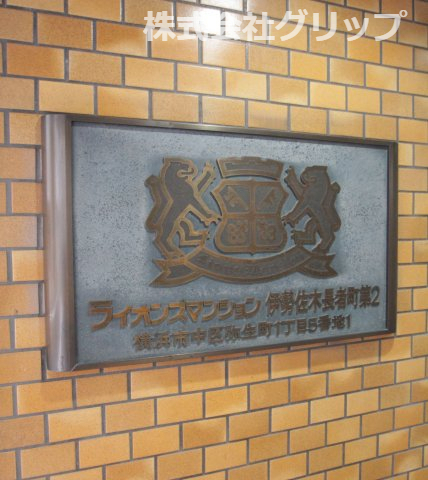 株式会社グリップ
ライオンズマンション 伊勢佐木長者町第2
横浜市中区弥生町1丁目5番地1